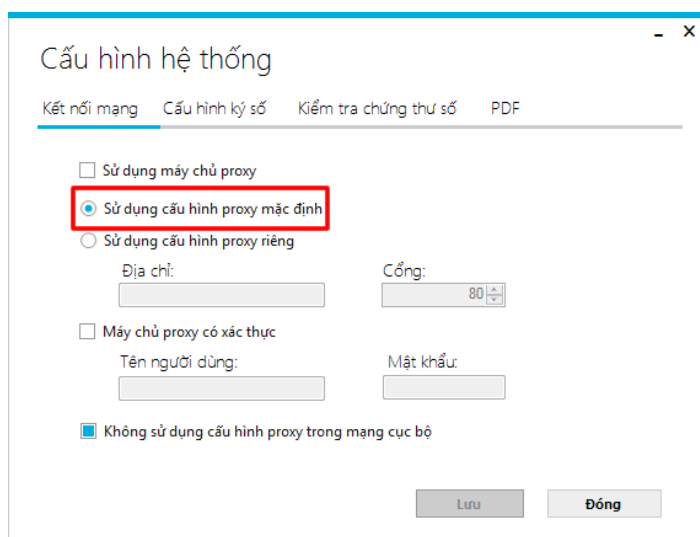 Cấu hình hệ thống
Kết nối mạng Cấu hình ký số Kiểm tra chứng thư số PDF
Sử dụng máy chủ proxy
Sử dụng cấu hình proxy mặc định
Sử dụng cấu hình proxy riêng
Địa chỉ: Cổng:
80
Máy chủ proxy có xác thực
Tên người dùng: Mật khẩu:
Không sử dụng cấu hình proxy trong mạng cục bộ
Lưu Đóng